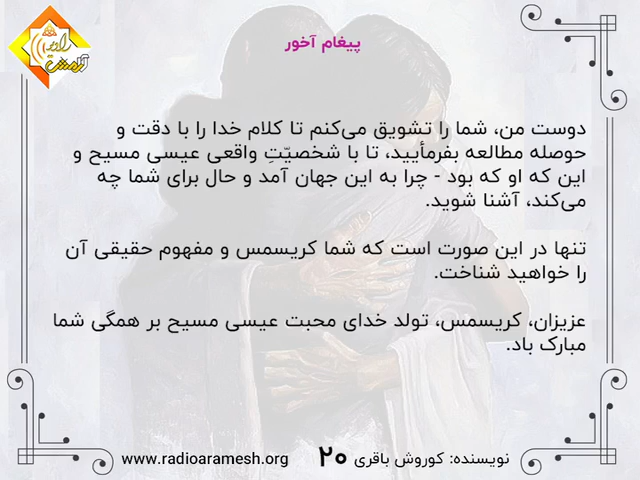 رادیو
آرامش
پیغام آخور
دوست من، شما را تشویق می‌کنم تا کلام خدا را با دقت و
حوصله مطالعه بفرمأیید، تا با شخصیّتِ واقعی عیسی مسیح و
این که او که بود - چرا به این جهان آمد و حال برای شما چه
می‌کند، آشنا شوید.
تنها در این صورت است که شما کریسمس و مفهوم حقیقی آن
را خواهید شناخت.
عزیزان، کریسمس، تولد خدای محبت عیسی مسیح بر همگی شما
مبارک باد.
نویسنده: کوروش باقری ۲۰ www.radioaramesh.org